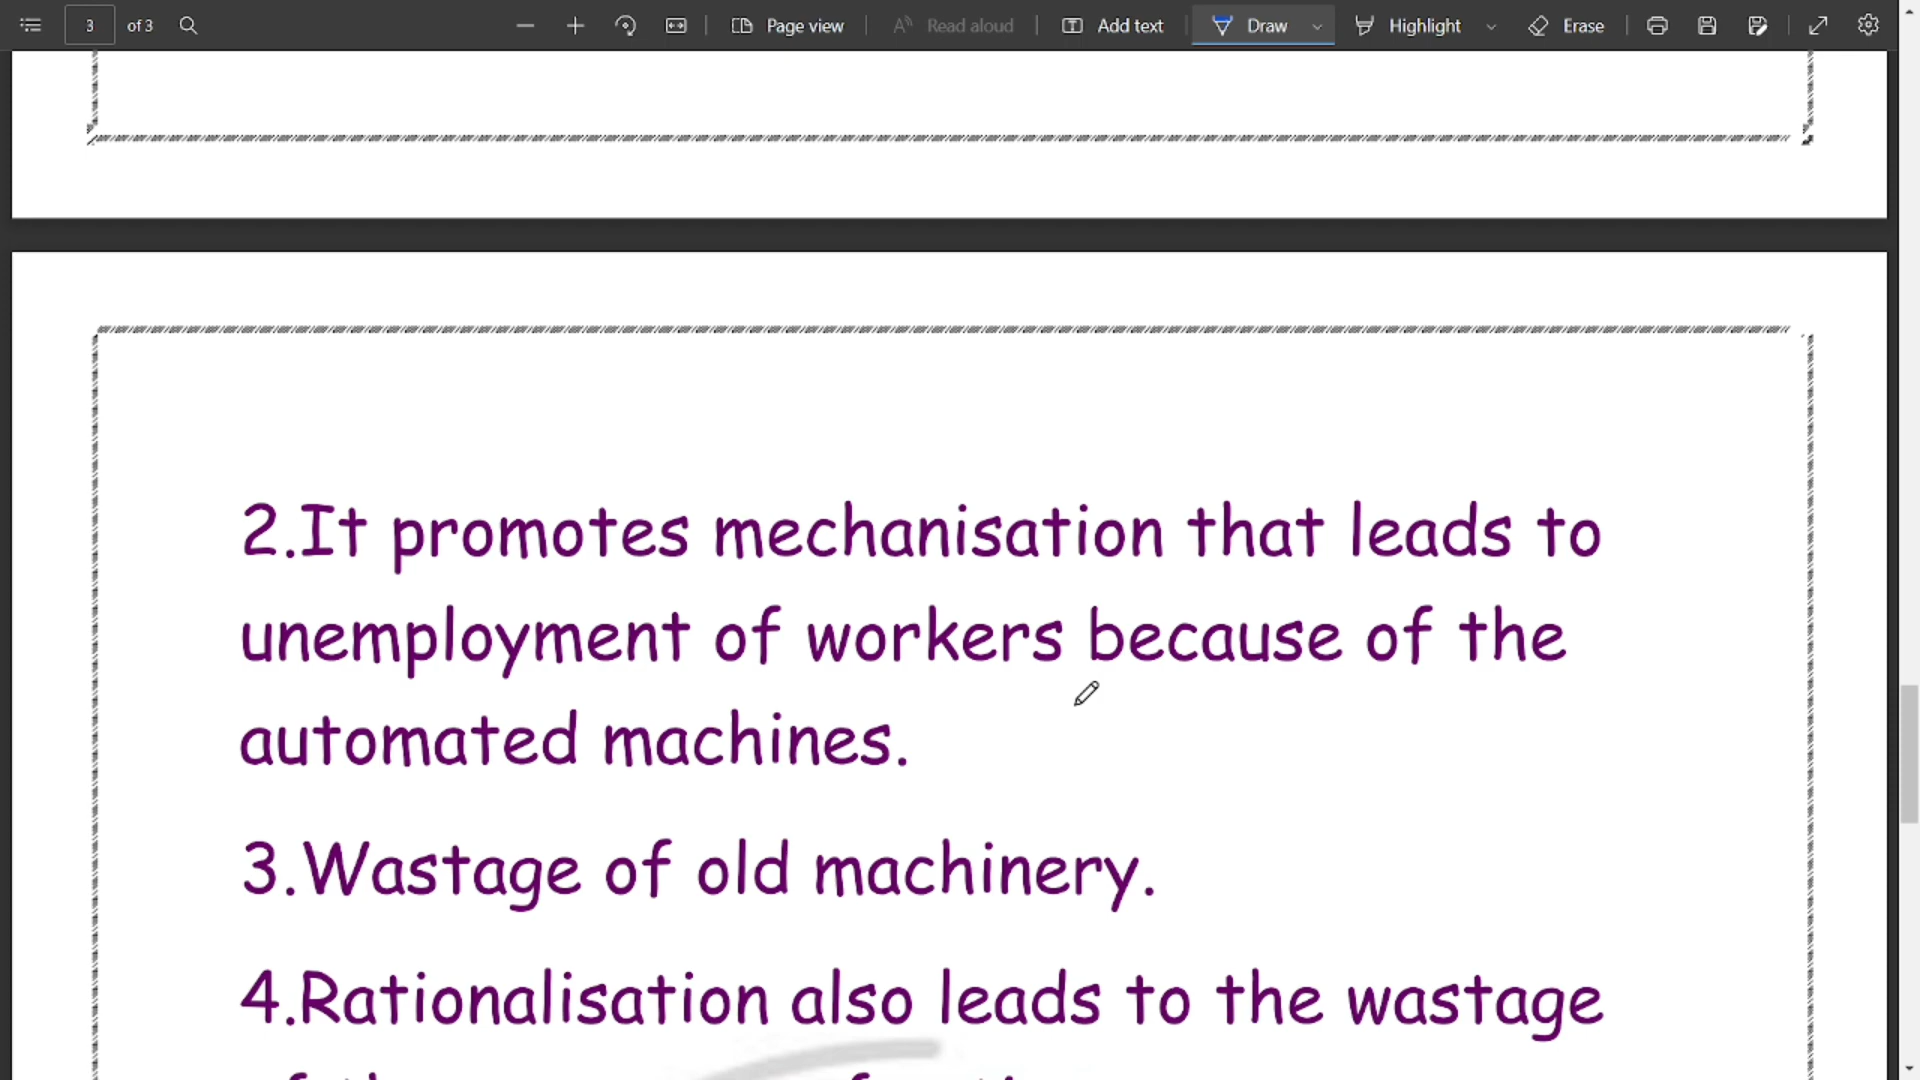 3 of 3 Page view Read aloud Add text Draw Highlight Erase
2.It promotes mechanisation that leads to
unemployment of workers because of the
automated machines.
3.Wastage of old machinery.
4.Rationalisation also leads to the wastage